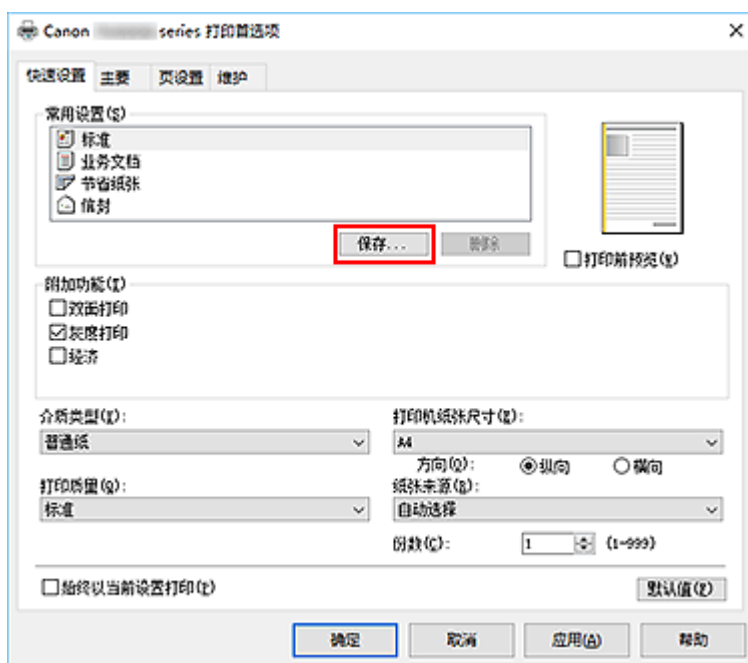 Canon series 打印首选项
快速设置 主要 页设置 维护
常用设置(S)
标准
业务文档
节省纸张
信封
保存... 删除
打印前预览(W)
附加功能(I)
双面打印
灰度打印
经济
介质类型(Y): 打印机纸张尺寸(Z):
普通纸 A4
方向(O): 纵向 横向
打印质量(Q): 纸张来源(B):
标准 自动选择
份数(C): 1 (1-999)
始终以当前设置打印(P)
默认值(F)
确定 取消 应用(A) 帮助